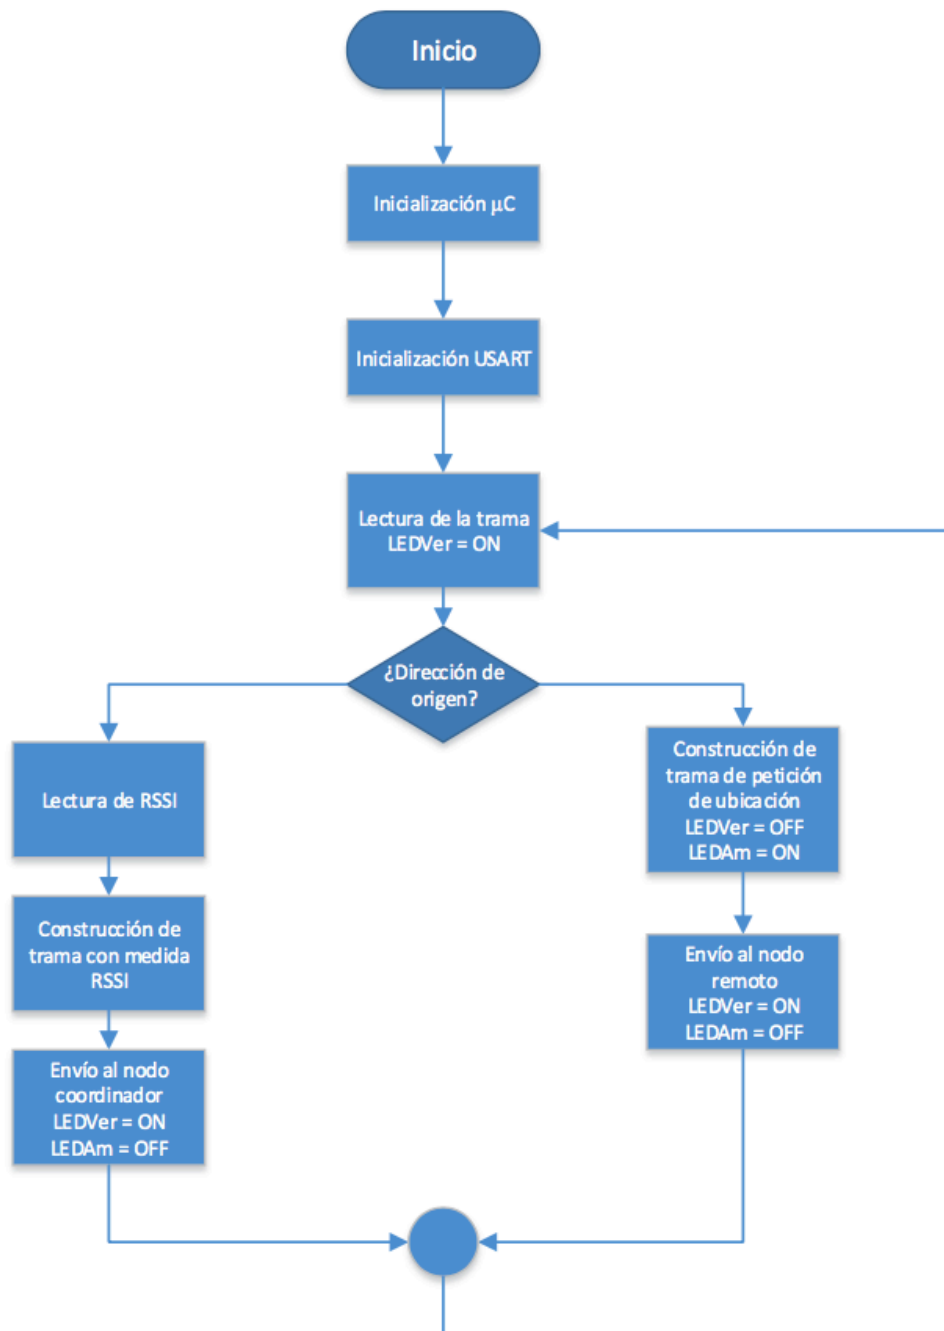 Inicio
Inicialización μC
Inicialización USART
Lectura de la trama
LEDVer = ON
¿Dirección de
origen?
Lectura de RSSI
Construcción de
trama con medida
RSSI
Envío al nodo
coordinador
LEDVer = ON
LEDAm = OFF
Construcción de
trama de petición
de ubicación
LEDVer = OFF
LEDAm = ON
Envío al nodo
remoto
LEDVer = ON
LEDAm = OFF